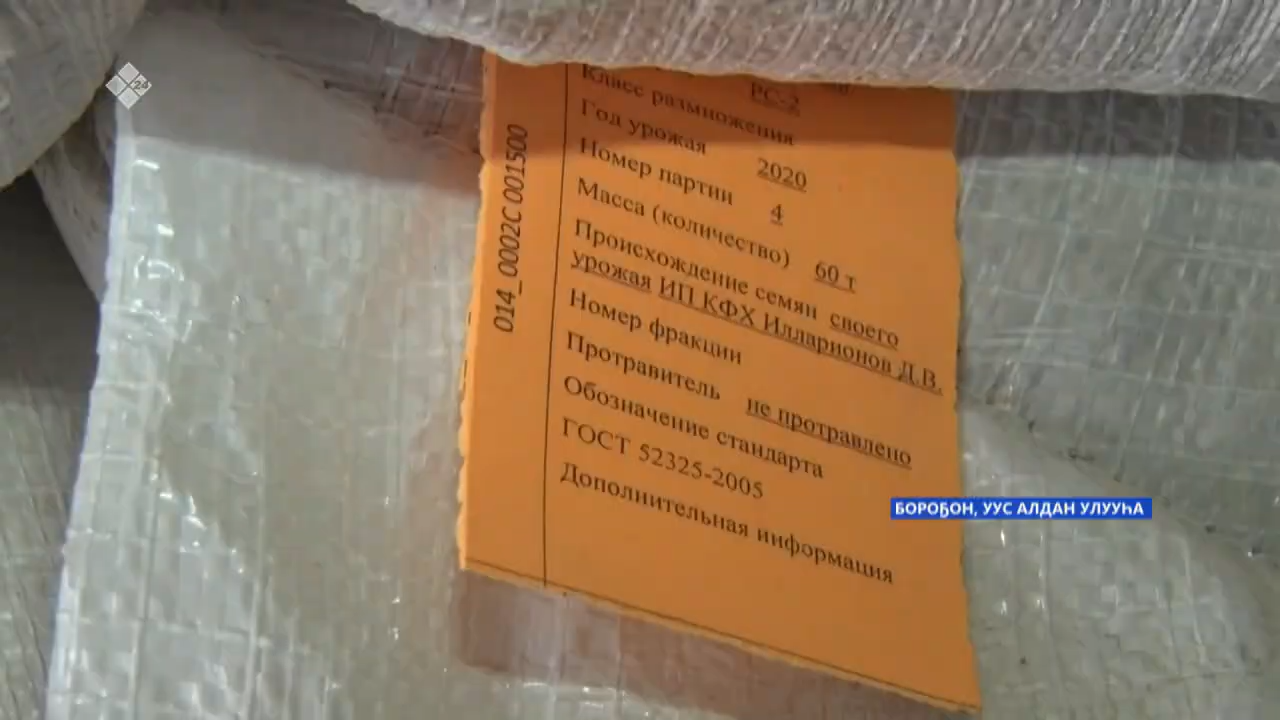 24
РС-2
Класс размножения
Год урожая 2020
Номер партии 4
Масса (количество) 60 т
Происхождение семян своего
урожая ИП КФХ Илларионов Д.В.
Номер фракции
Протравитель не протравлено
Обозначение стандарта
ГОСТ 52325-2005
Дополнительная информация
014_0002С 001500
БОРОҔОН, УУС АЛДАН УЛУУҺА